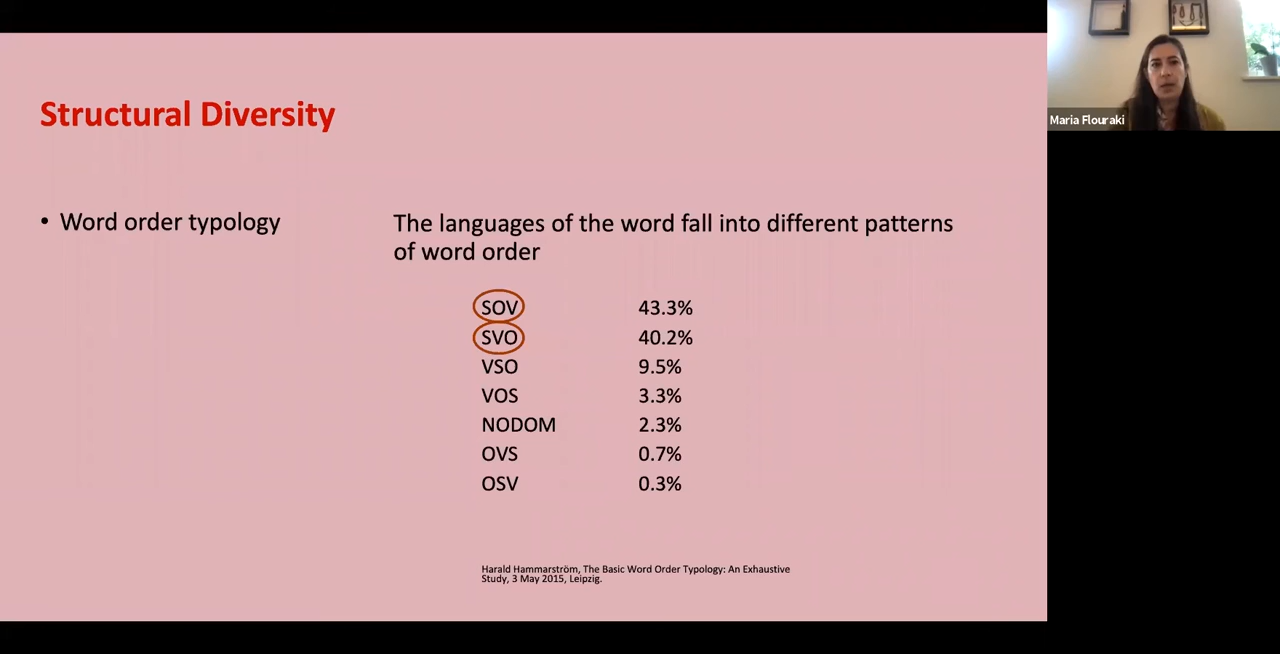 Structural Diversity
• Word order typology
The languages of the word fall into different patterns
of word order
SOV 43.3%
SVO 40.2%
VSO 9.5%
VOS 3.3%
NODOM 2.3%
OVS 0.7%
OSV 0.3%
Harald Hammarström, The Basic Word Order Typology: An Exhaustive
Study, 3 May 2015, Leipzig.
Maria Flouraki